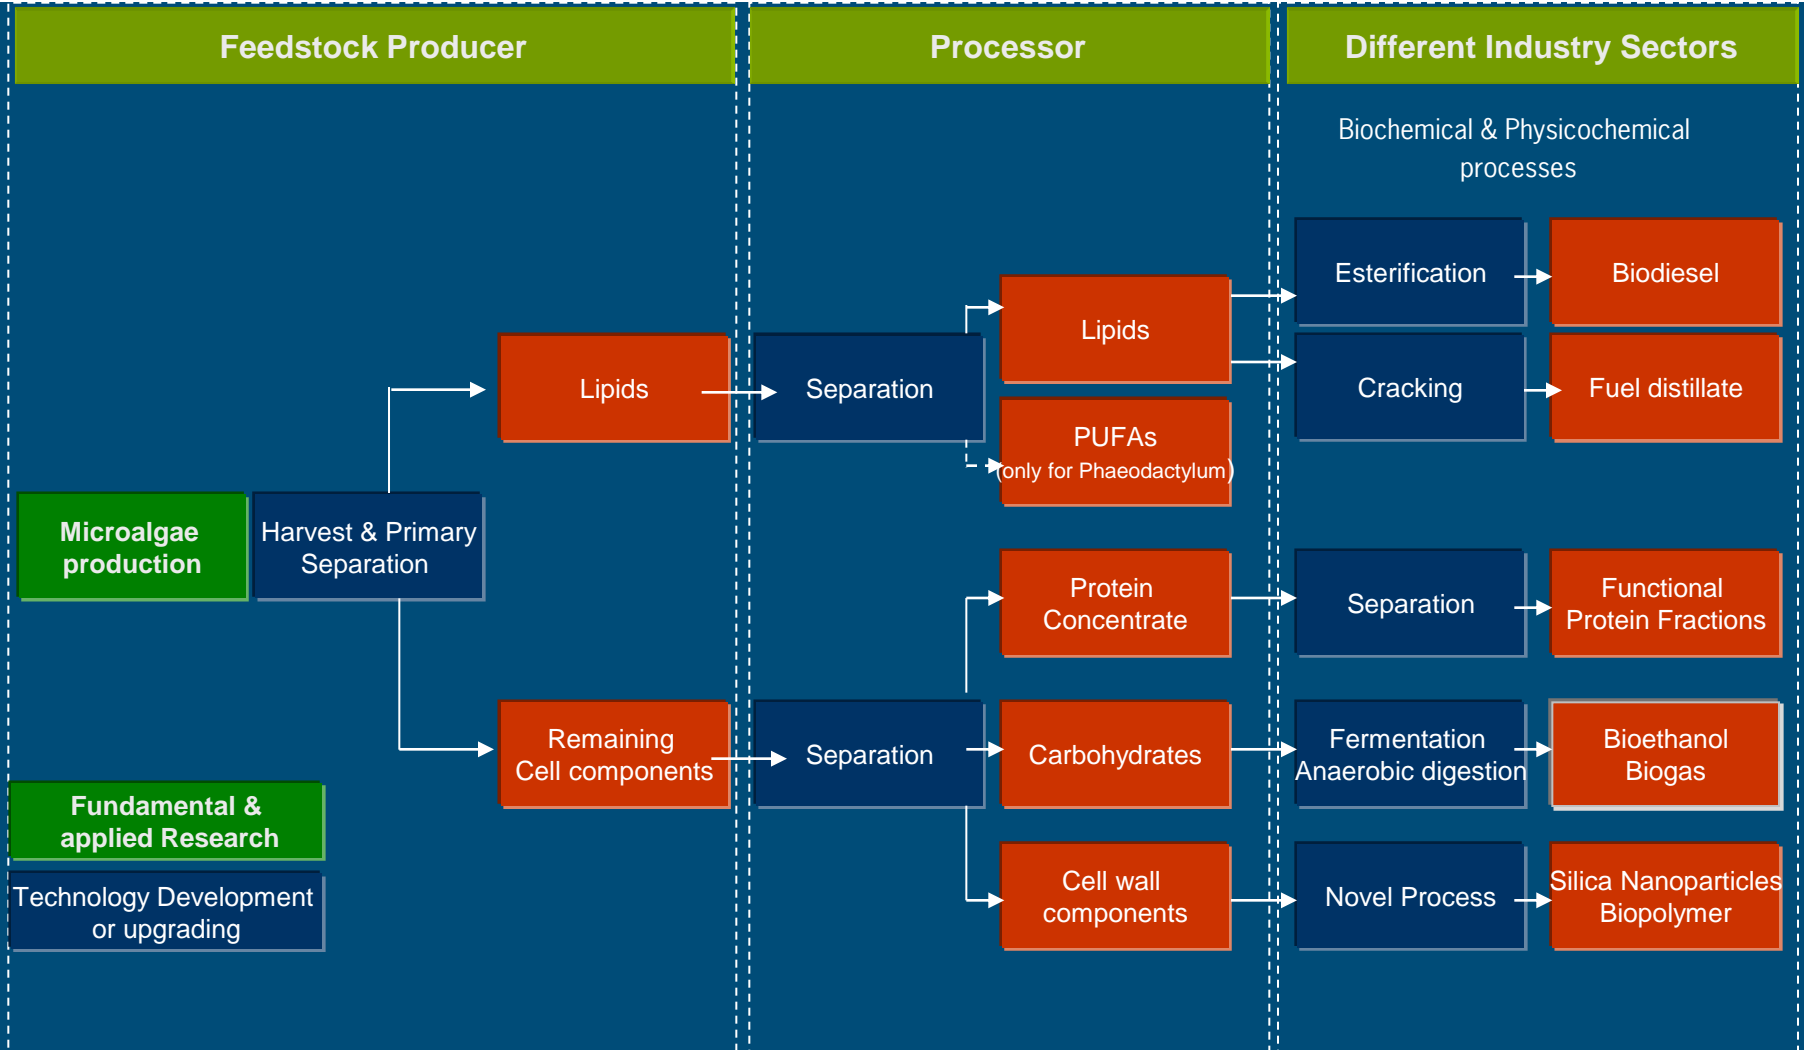 Feedstock Producer
Processor
Different Industry Sectors
Biochemical & Physicochemical
processes
Esterification
Biodiesel
Lipids
Lipids
Separation
Cracking
Fuel distillate
PUFAs
(only for Phaeodactylum)
Microalgae
production
Harvest & Primary
Separation
Protein
Concentrate
Separation
Functional
Protein Fractions
Remaining
Cell components
Separation
Carbohydrates
Fermentation
Anaerobic digestion
Bioethanol
Biogas
Fundamental &
applied Research
Cell wall
components
Novel Process
Silica Nanoparticles
Biopolymer
Technology Development
or upgrading